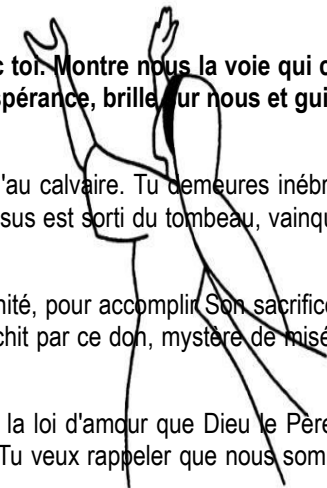 c toi. Montre nous la voie qui c
spérance, brille sur nous et gui
'au calvaire. Tu demeures inébr
sus est sorti du tombeau, vainqu
nité, pour accomplir Son sacrifice
chit par ce don, mystère de misé
la loi d'amour que Dieu le Père
Tu veux rappeler que nous som